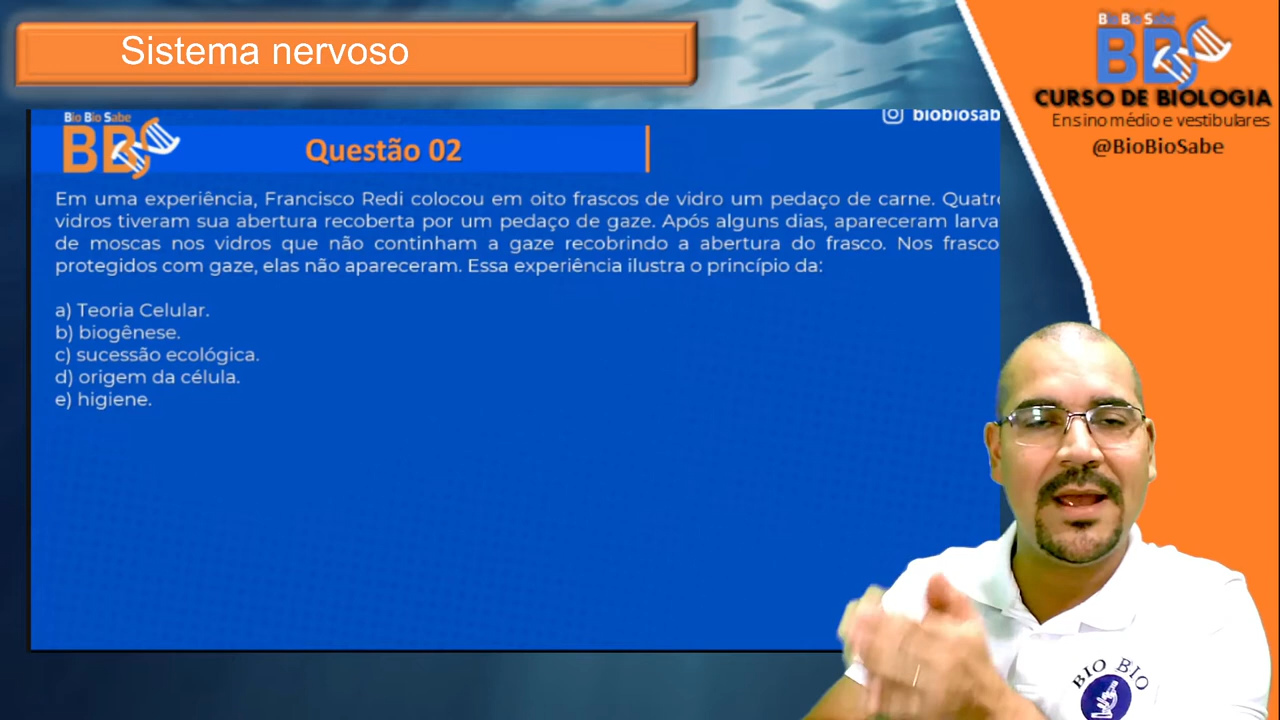 Sistema nervoso
Bio Bio Sabe
BBS
CURSO DE BIOLOGIA
Ensino médio e vestibulares
@BioBioSabe
Bio Bio Sabe
BBS
biobiosab
Questão 02
Em uma experiência, Francisco Redi colocou em oito frascos de vidro um pedaço de carne. Quatr
vidros tiveram sua abertura recoberta por um pedaço de gaze. Após alguns dias, apareceram larva
de moscas nos vidros que não continham a gaze recobrindo a abertura do frasco. Nos frasco
protegidos com gaze, elas não apareceram. Essa experiência ilustra o princípio da:
a) Teoria Celular.
b) biogênese.
c) sucessão ecológica.
d) origem da célula.
e) higiene.
BIO BIO